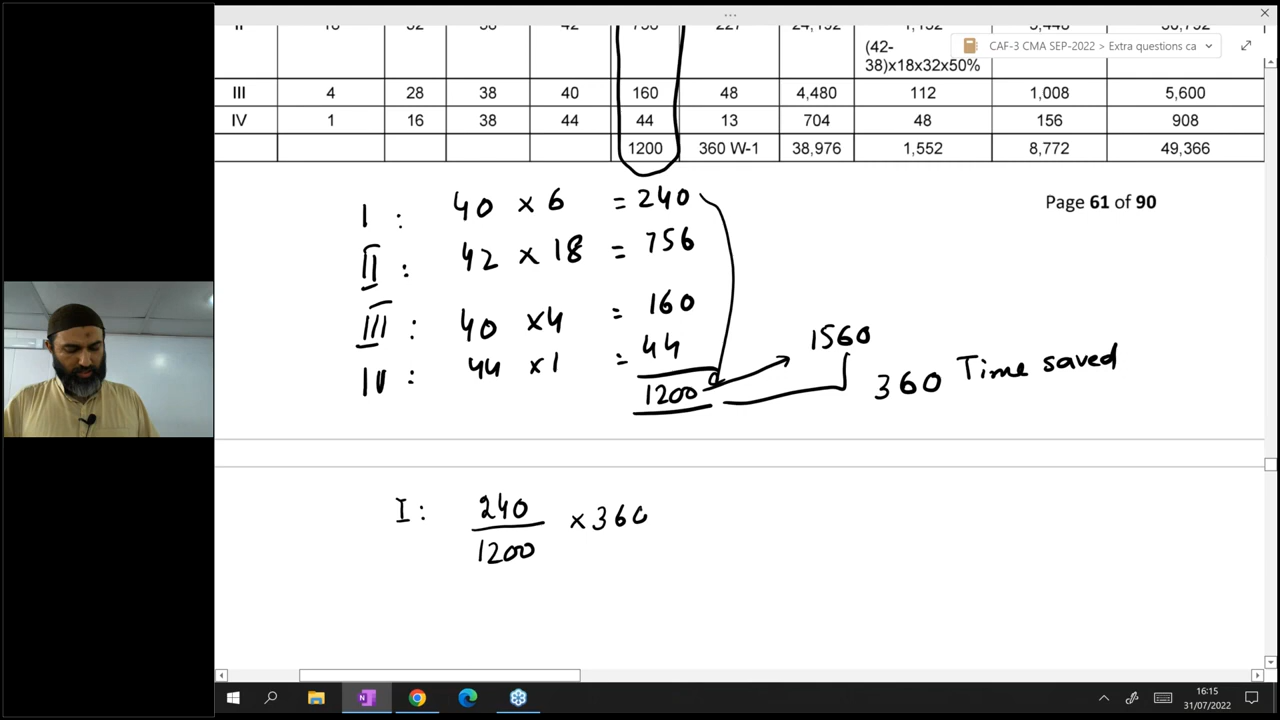 CAF-3 CMA SEP-2022 > Extra questions ca
(42-
38)x18x32x50%
III 4 28 38 40 160 48 4,480 112 1,008 5,600
IV 1 16 38 44 44 13 704 48 156 908
1200 360 W-1 38,976 1,552 8,772 49,366
Page 61 of 90
I : 40 × 6 = 240
II : 42 × 18 = 756
III : 40 × 4 = 160
IV : 44 × 1 = 44
1200
1560
360 Time saved
I : 240
1200
× 360
16:15
31/07/2022